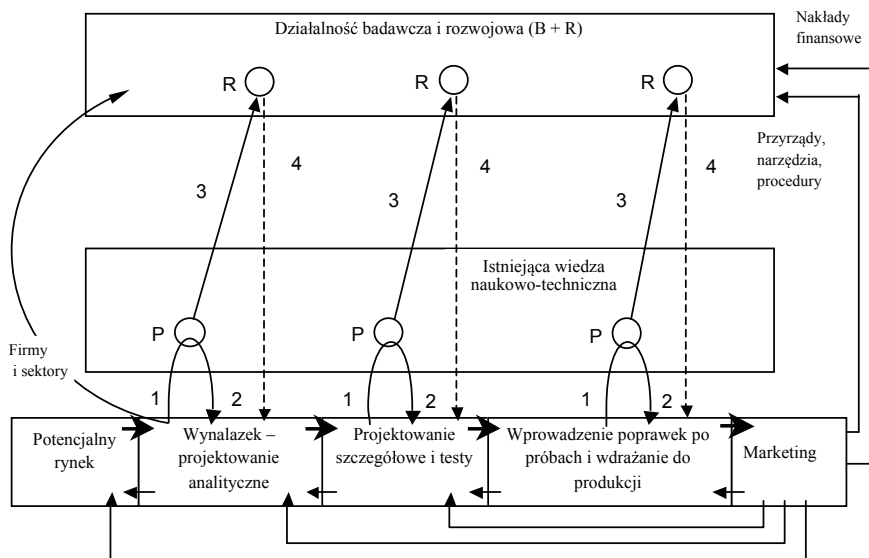 Działalność badawcza i rozwojowa (B + R)
Nakłady
finansowe
R
R
R
Przyrządy,
narzędzia,
procedury
4
4
4
3
3
3
Istniejąca wiedza
naukowo-techniczna
P
P
P
Firmy
i sektory
1
2
1
2
1
2
Potencjalny
rynek
Wynalazek –
projektowanie
analityczne
Projektowanie
szczegółowe i testy
Wprowadzenie poprawek po
próbach i wdrażanie do
produkcji
Marketing